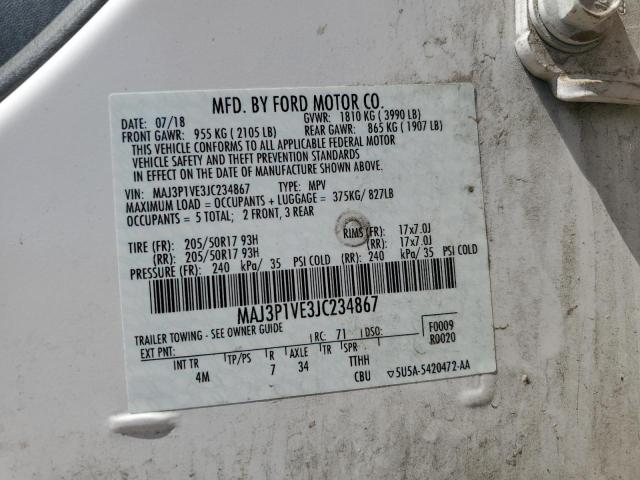 MFD. BY FORD MOTOR CO.
DATE: 07/18 GVWR: 1810 KG ( 3990 LB)
FRONT GAWR: 955 KG ( 2105 LB) REAR GAWR: 865 KG ( 1907 LB)
THIS VEHICLE CONFORMS TO ALL APPLICABLE FEDERAL MOTOR
VEHICLE SAFETY AND THEFT PREVENTION STANDARDS
IN EFFECT ON THE DATE OF MANUFACTURE SHOWN ABOVE.
VIN: MAJ3P1VE3JC234867 TYPE: MPV
MAXIMUM LOAD = OCCUPANTS + LUGGAGE = 375KG/ 827LB
OCCUPANTS = 5 TOTAL; 2 FRONT, 3 REAR
TIRE (FR): 205/50R17 93H RIMS (FR): 17x7.0J
(RR): 205/50R17 93H (RR): 17x7.0J
PRESSURE (FR): 240 kPa/ 35 PSI COLD (RR): 240 kPa/ 35 PSI COLD
MAJ3P1VE3JC234867
TRAILER TOWING - SEE OWNER GUIDE
EXT PNT: RC: 71 DSO: F0009
R0020
INT TR TP/PS R AXLE TR SPR
4M 7 34 TTHH
CBU ▽5U5A-5420472-AA